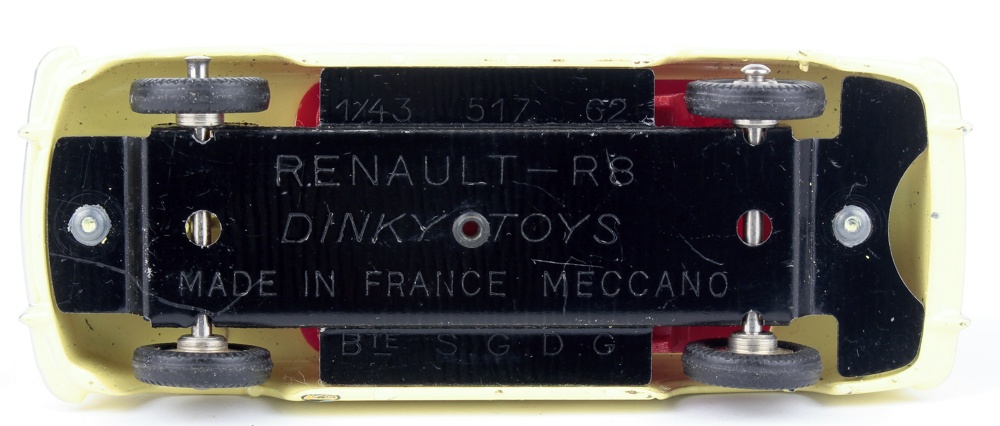 1/43 517 62
RENAULT - R8
DINKY TOYS
MADE IN FRANCE MECCANO
BTE S G D G